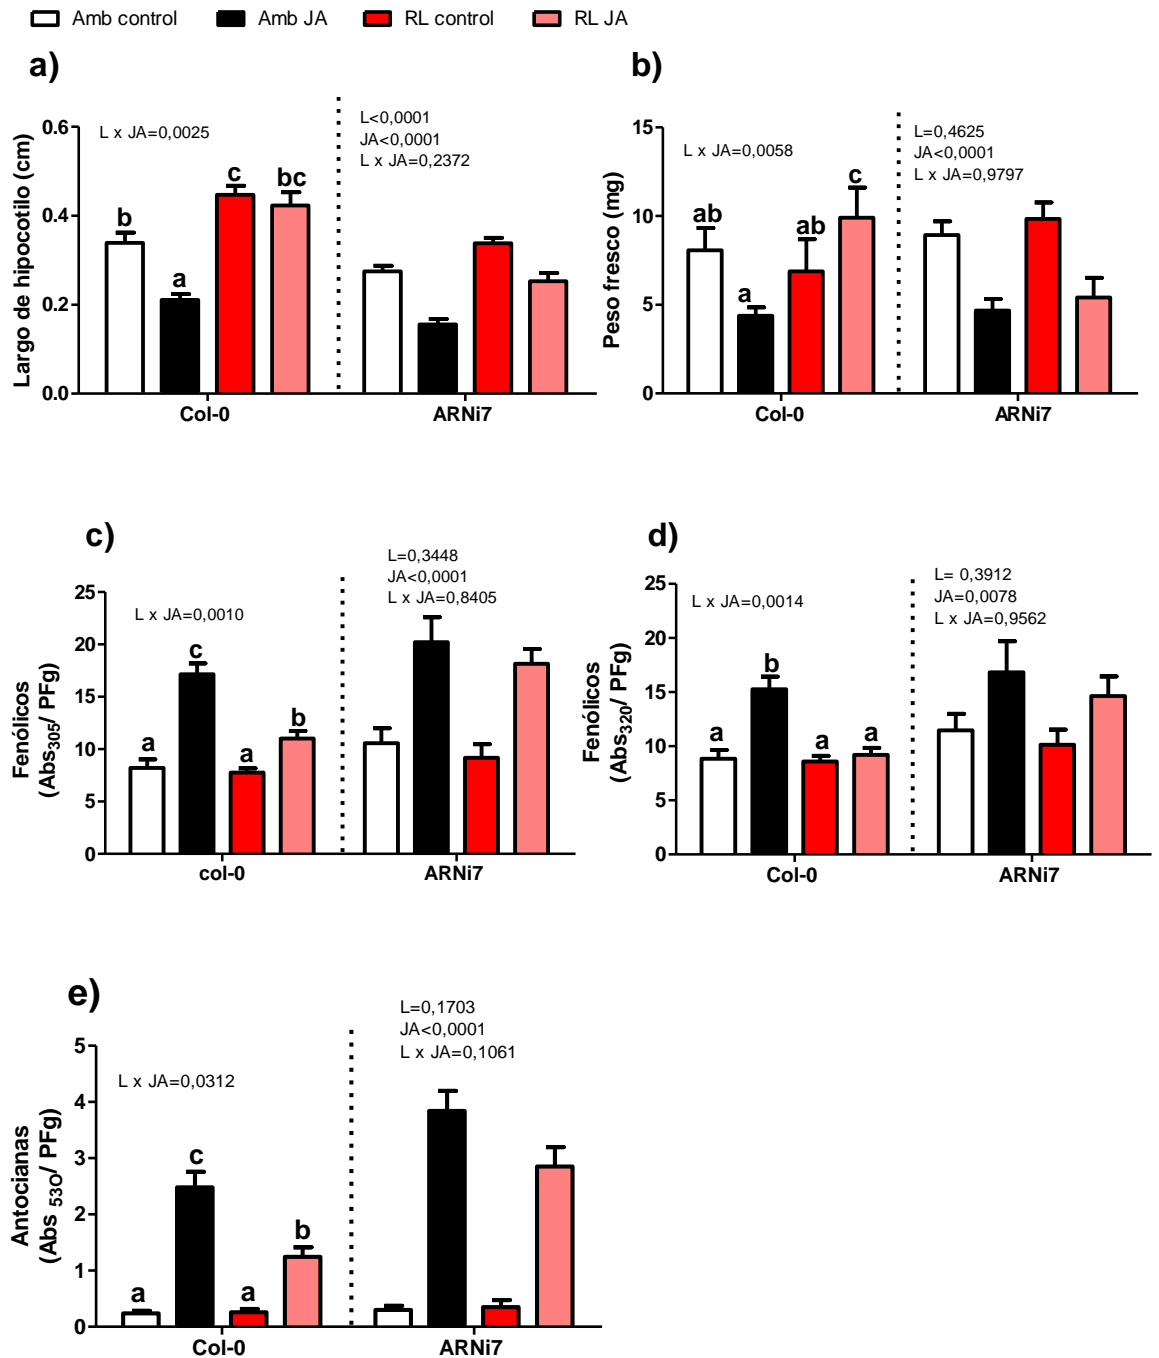 Amb control Amb JA RL control RL JA
a)
L x JA=0,0025
L<0,0001
JA<0,0001
L x JA=0,2372
Largo de hipocotilo (cm)
0.6
0.4
0.2
0.0
b
a
c
bc
Col-0 ARNi7
b)
L x JA=0,0058
L=0,4625
JA<0,0001
L x JA=0,9797
Peso fresco (mg)
15
10
5
0
ab
a
ab
c
Col-0 ARNi7
c)
L x JA=0,0010
L=0,3448
JA<0,0001
L x JA=0,8405
Fenólicos
(Abs305/ PFg)
25
20
15
10
5
0
a
c
a
b
col-0 ARNi7
d)
L x JA=0,0014
L= 0,3912
JA=0,0078
L x JA=0,9562
Fenólicos
(Abs320/ PFg)
25
20
15
10
5
0
a
b
a
a
Col-0 ARNi7
e)
L x JA=0,0312
L=0,1703
JA<0,0001
L x JA=0,1061
Antocianas
(Abs 53O/ PFg)
5
4
3
2
1
0
a
c
a
b
Col-0 ARNi7